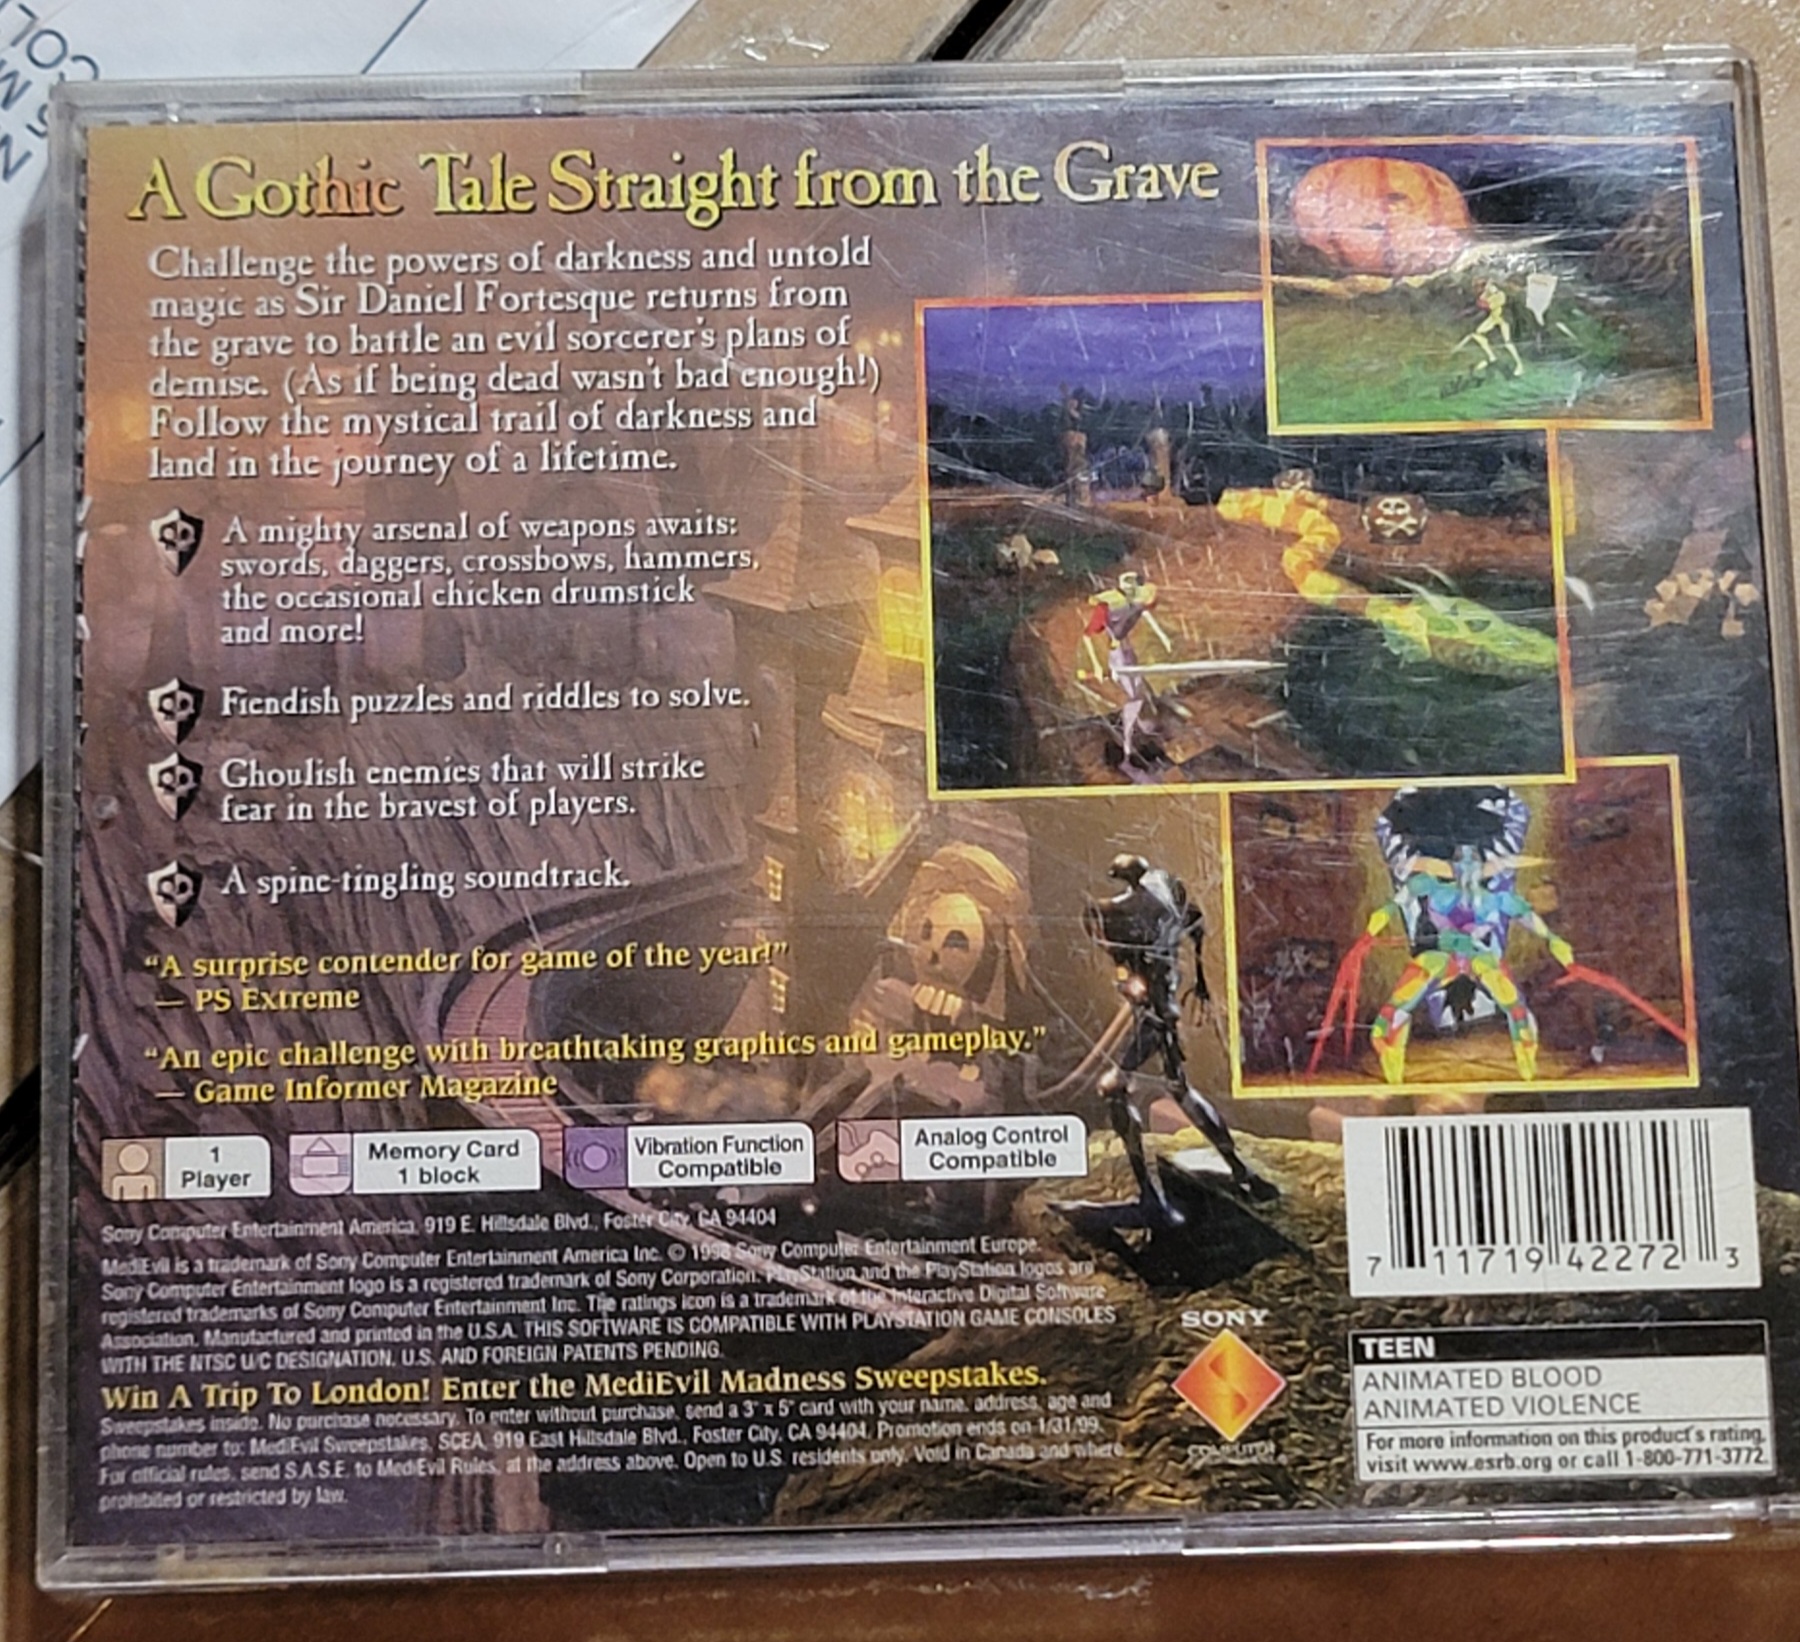 A Gothic Tale Straight from the Grave
Challenge the powers of darkness and untold
magic as Sir Daniel Fortesque returns from
the grave to battle an evil sorcerer's plans of
demise. (As if being dead wasn't bad enough!)
Follow the mystical trail of darkness and
land in the journey of a lifetime.
A mighty arsenal of weapons awaits:
swords, daggers, crossbows, hammers,
the occasional chicken drumstick
and more!
Fiendish puzzles and riddles to solve.
Ghoulish enemies that will strike
fear in the bravest of players.
A spine-tingling soundtrack.
“A surprise contender for game of the year!”
— PS Extreme
“An epic challenge with breathtaking graphics and gameplay.”
— Game Informer Magazine
1
Player
Memory Card
1 block
Vibration Function
Compatible
Analog Control
Compatible
Sony Computer Entertainment America, 919 E. Hillsdale Blvd., Foster City, CA 94404
MediEvil is a trademark of Sony Computer Entertainment America Inc. © 1998 Sony Computer Entertainment Europe.
Sony Computer Entertainment logo is a registered trademark of Sony Corporation. PlayStation and the PlayStation logos are
registered trademarks of Sony Computer Entertainment Inc. The ratings icon is a trademark of the Interactive Digital Software
Association. Manufactured and printed in the U.S.A. THIS SOFTWARE IS COMPATIBLE WITH PLAYSTATION GAME CONSOLES
WITH THE NTSC U/C DESIGNATION. U.S. AND FOREIGN PATENTS PENDING.
Win A Trip To London! Enter the MediEvil Madness Sweepstakes.
Sweepstakes inside. No purchase necessary. To enter without purchase, send a 3" x 5" card with your name, address, age and
phone number to: MediEvil Sweepstakes, SCEA, 919 East Hillsdale Blvd., Foster City, CA 94404. Promotion ends on 1/31/99.
For official rules, send S.A.S.E. to MediEvil Rules, at the address above. Open to U.S. residents only. Void in Canada and where
prohibited or restricted by law.
7 11719 42272 3
SONY
COMPUTER
TEEN
ANIMATED BLOOD
ANIMATED VIOLENCE
For more information on this product's rating,
visit www.esrb.org or call 1-800-771-3772.